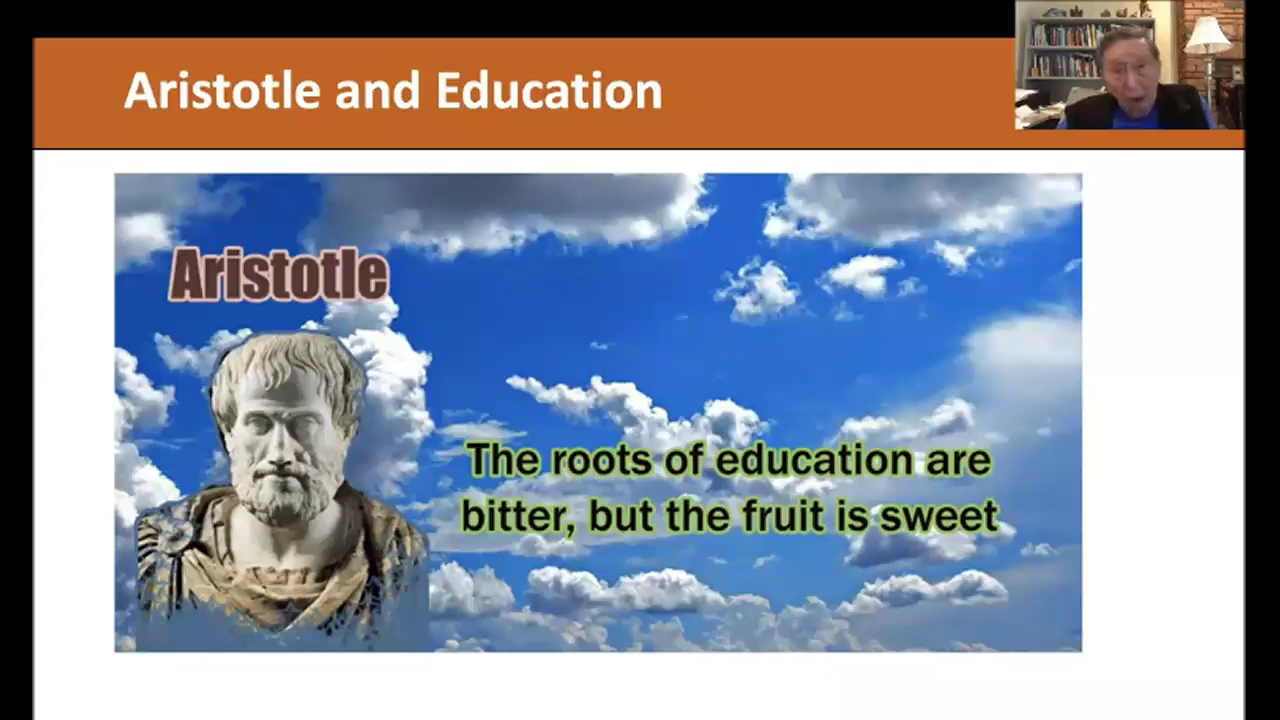 Aristotle and Education
Aristotle
The roots of education are
bitter, but the fruit is sweet